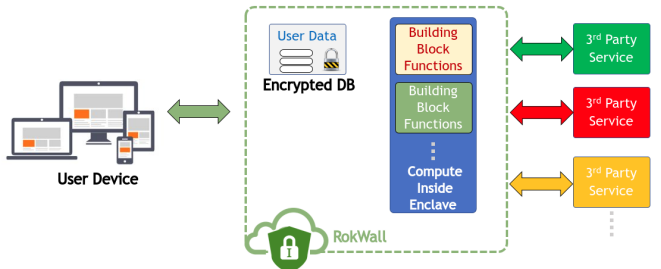 User Device
User Data
Encrypted DB
Building
Block
Functions
Building
Block
Functions
Compute
Inside
Enclave
RokWall
3rd Party
Service
3rd Party
Service
3rd Party
Service